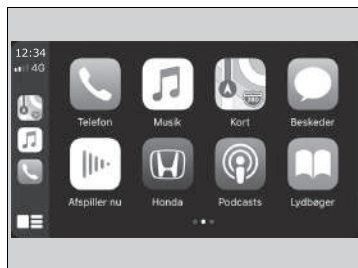 12:34
4G
Telefon
Musik
Kort
Beskeder
Afspiller nu
Honda
Podcasts
Lydbøger